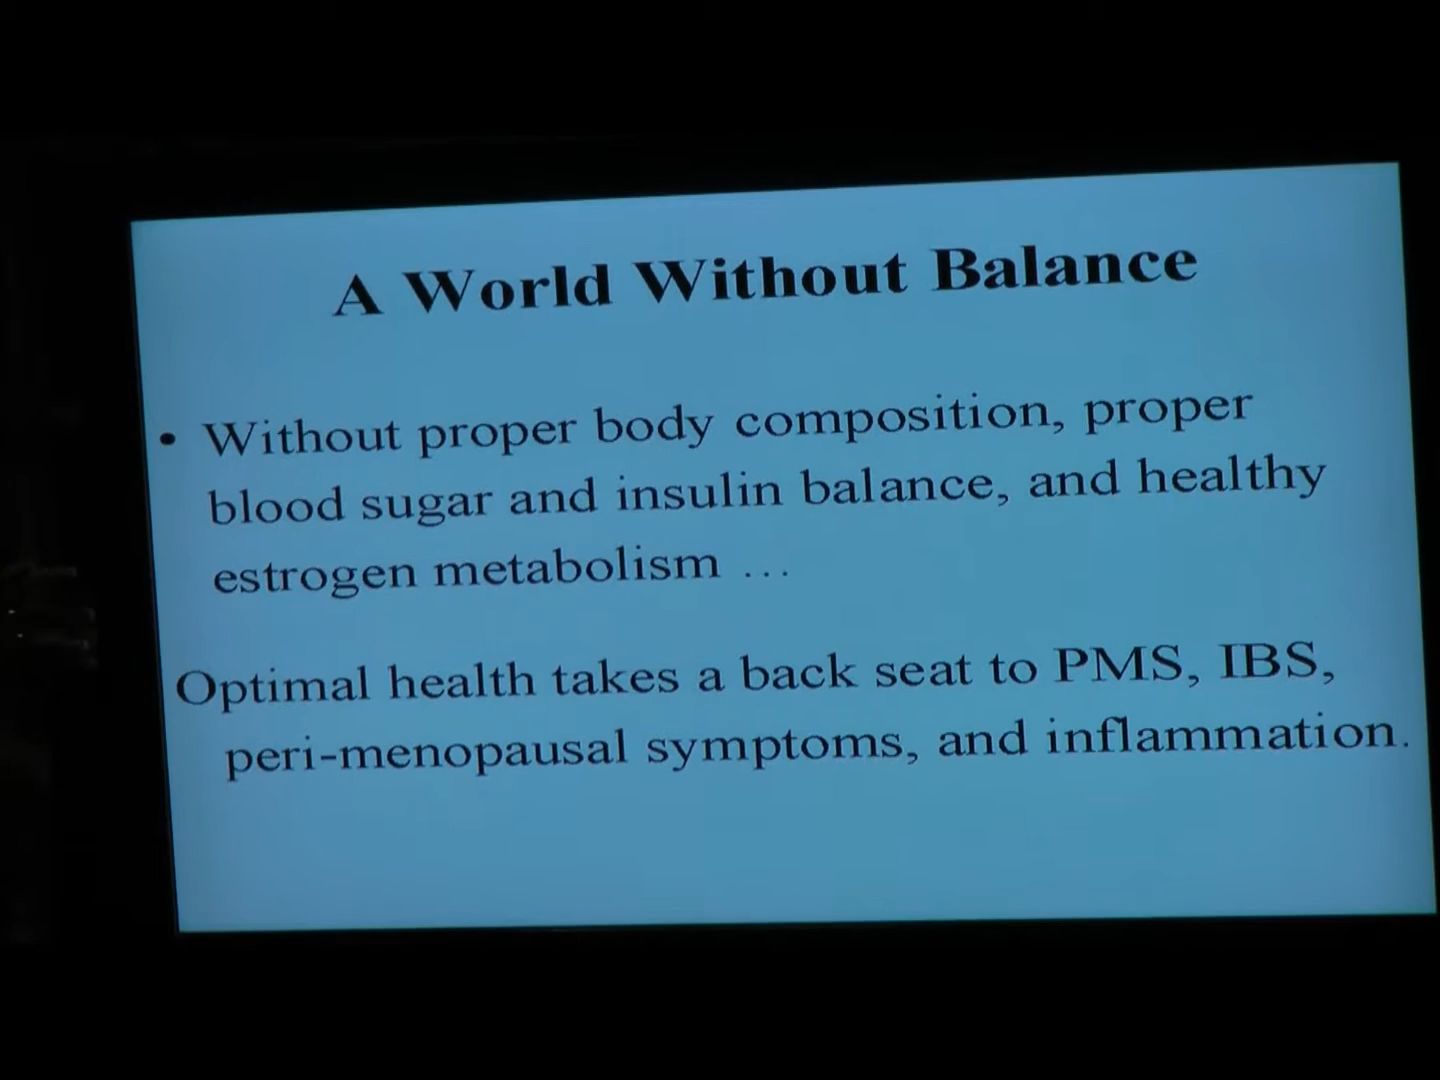 A World Without Balance
• Without proper body composition, proper
blood sugar and insulin balance, and healthy
estrogen metabolism …
Optimal health takes a back seat to PMS, IBS,
peri-menopausal symptoms, and inflammation.